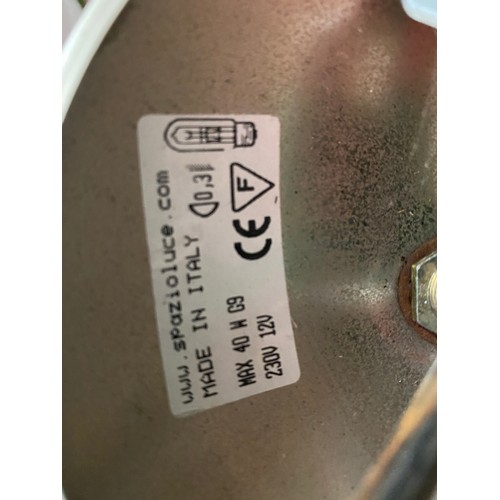 www.spazioluce.com
MADE IN ITALY 0,3
F
CE
MAX 40 W G9
230V 12V